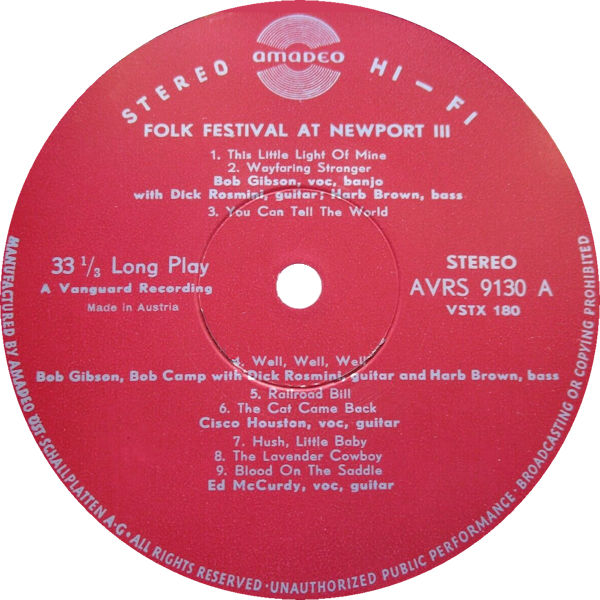 STEREO HI-FI
amadeo
FOLK FESTIVAL AT NEWPORT III
1. This Little Light Of Mine
2. Wayfaring Stranger
Bob Gibson, voc, banjo
with Dick Rosmini, guitar; Harb Brown, bass
3. You Can Tell The World
33 1/3 Long Play
A Vanguard Recording
Made in Austria
STEREO
AVRS 9130 A
VSTX 180
4. Well, Well, Well
Bob Gibson, Bob Camp with Dick Rosmini, guitar and Harb Brown, bass
5. Railroad Bill
6. The Cat Came Back
Cisco Houston, voc, guitar
7. Hush, Little Baby
8. The Lavender Cowboy
9. Blood On The Saddle
Ed McCurdy, voc, guitar
MANUFACTURED BY AMADEO ÖST SCHALLPLATTEN A·G · ALL RIGHTS RESERVED · UNAUTHORIZED PUBLIC PERFORMANCE · BROADCASTING OR COPYING PROHIBITED